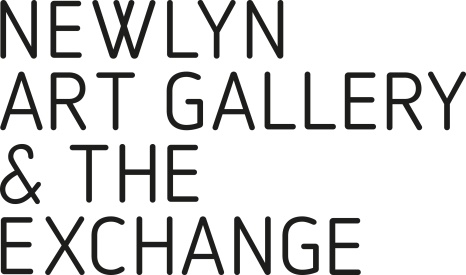 NEWLYN
ART GALLERY
& THE
EXCHANGE